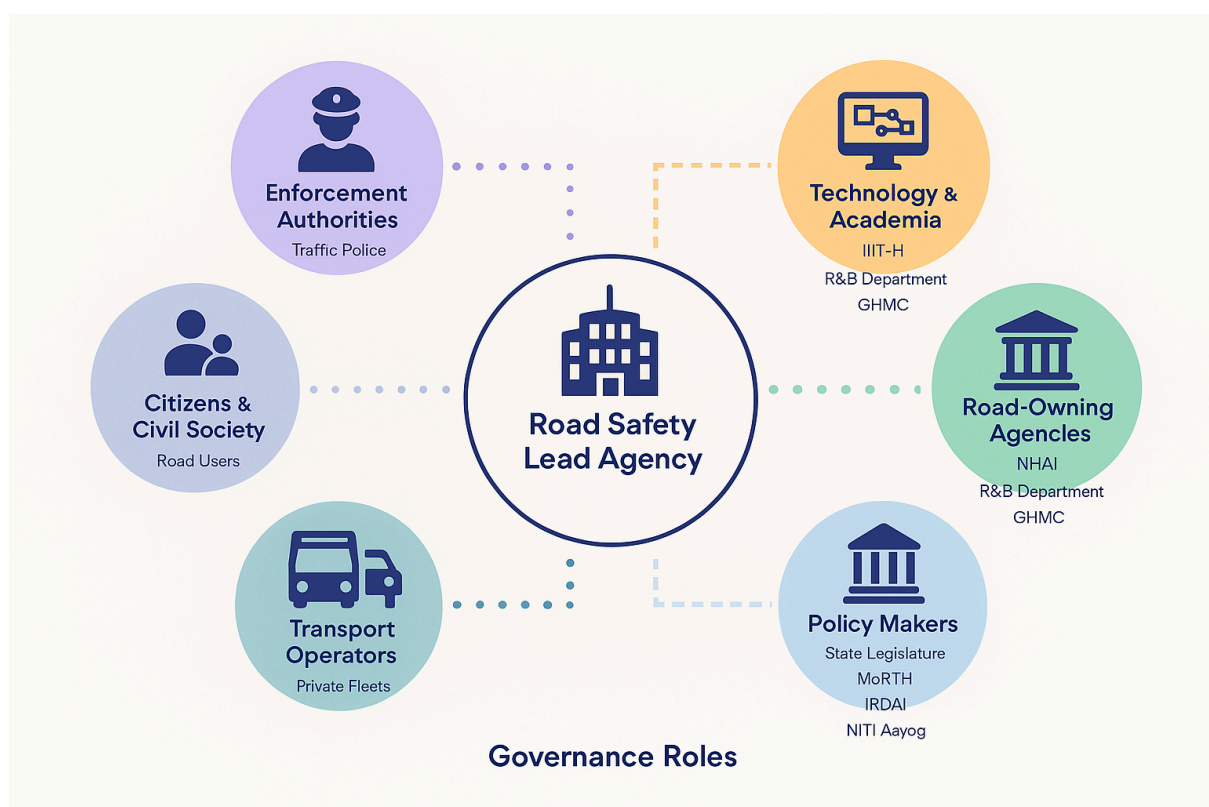 Enforcement
Authorities
Traffic Police
Technology &
Academia
IIIT-H
R&B Department
GHMC
Citizens &
Civil Society
Road Users
Road Safety
Lead Agency
Road-Owning
Agencles
NHAI
R&B Department
GHMC
Transport
Operators
Private Fleets
Policy Makers
State Legislature
MoRTH
IRDAI
NITI Aayog
Governance Roles